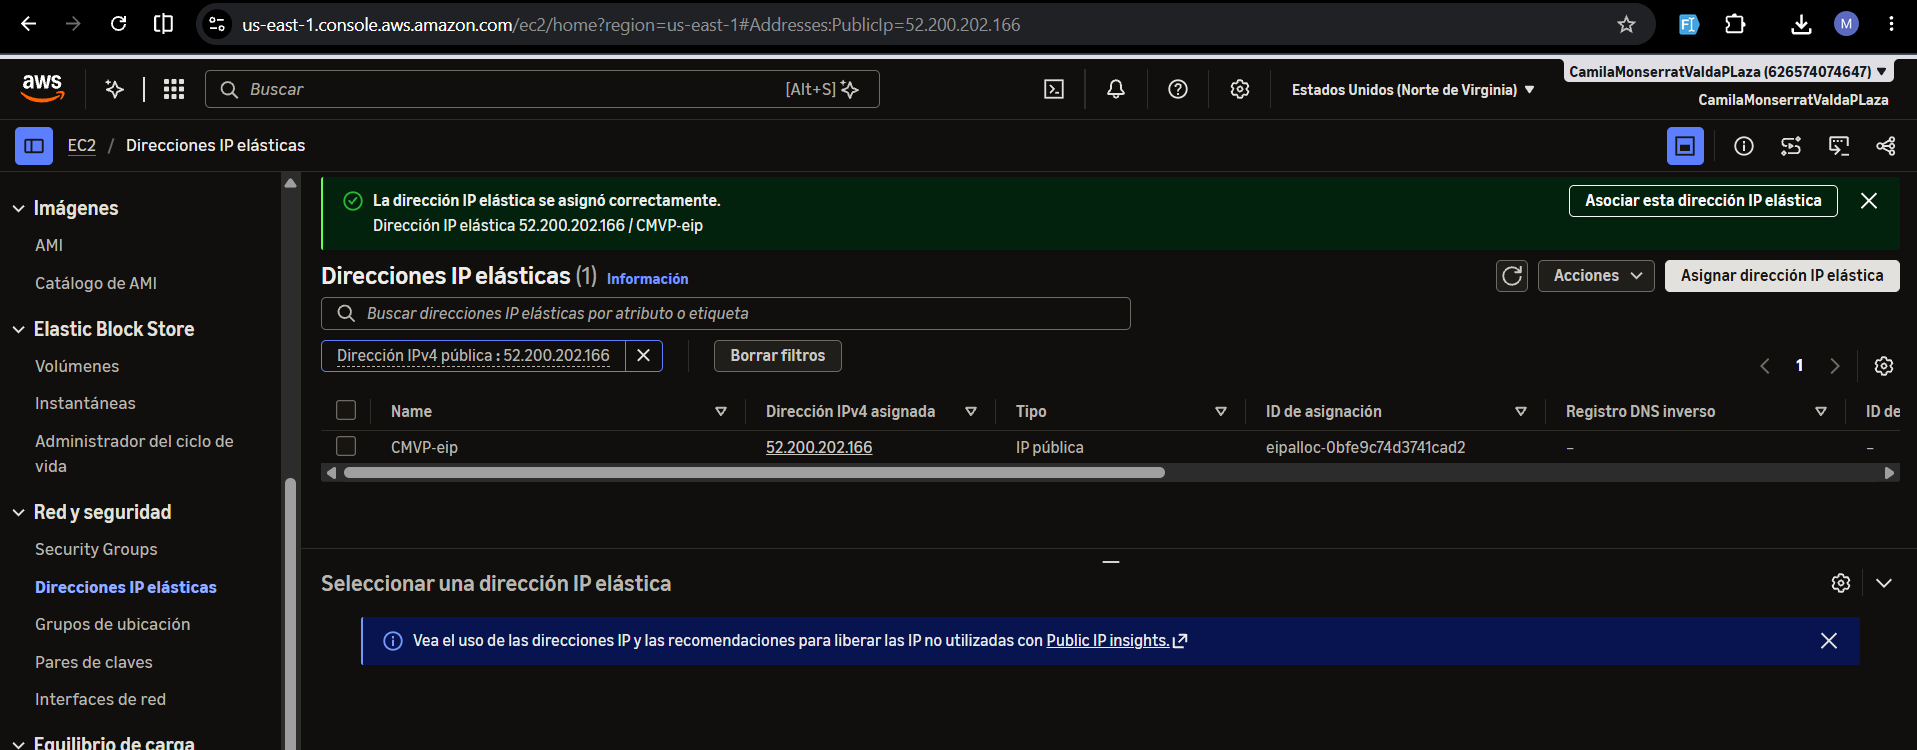 us-east-1.console.aws.amazon.com/ec2/home?region=us-east-1#Addresses:PublicIp=52.200.202.166
M
aws
Buscar
[Alt+S]
Estados Unidos (Norte de Virginia)
CamilaMonserratValdaPLaza (626574074647)
CamilaMonserratValdaPLaza
EC2 / Direcciones IP elásticas
Imágenes
AMI
Catálogo de AMI
Elastic Block Store
Volúmenes
Instantáneas
Administrador del ciclo de
vida
Red y seguridad
Security Groups
Direcciones IP elásticas
Grupos de ubicación
Pares de claves
Interfaces de red
Equilibrio de carga
La dirección IP elástica se asignó correctamente.
Dirección IP elástica 52.200.202.166 / CMVP-eip
Asociar esta dirección IP elástica
Direcciones IP elásticas (1) Información
Acciones
Asignar dirección IP elástica
Buscar direcciones IP elásticas por atributo o etiqueta
Dirección IPv4 pública : 52.200.202.166
Borrar filtros
1
Name Dirección IPv4 asignada Tipo ID de asignación Registro DNS inverso ID de
CMVP-eip 52.200.202.166 IP pública eipalloc-0bfe9c74d3741cad2 – –
Seleccionar una dirección IP elástica
Vea el uso de las direcciones IP y las recomendaciones para liberar las IP no utilizadas con Public IP insights.